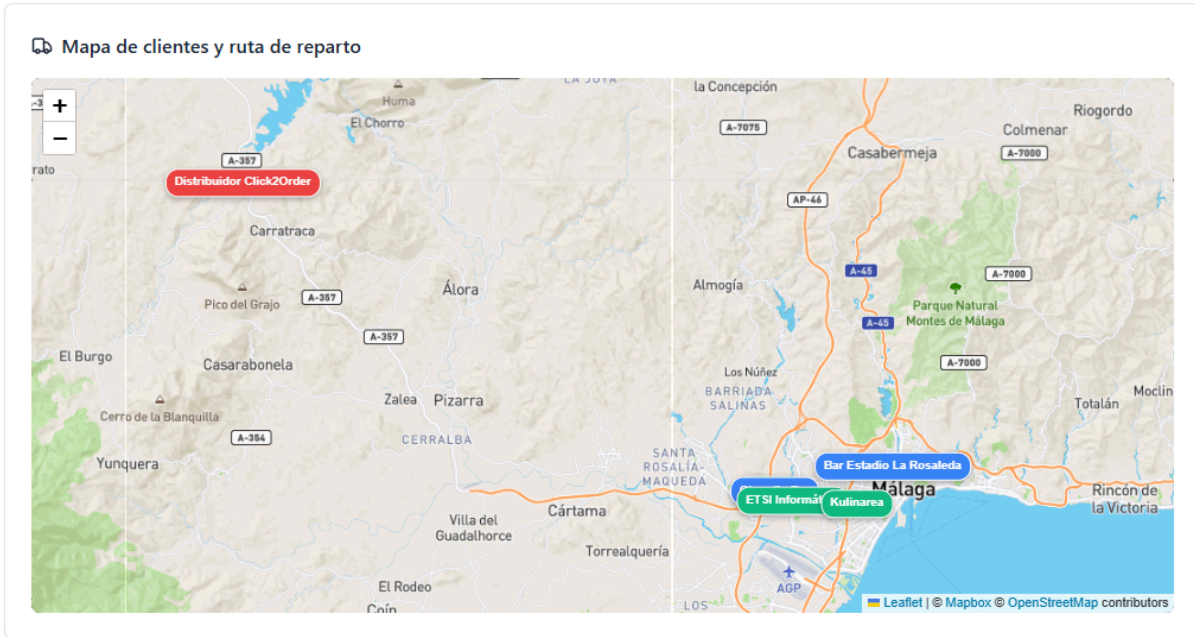 Mapa de clientes y ruta de reparto
+
−
LA JOYA
la Concepción
Huma
El Chorro
A-7075
Riogordo
Colmenar
A-7000
Casabermeja
A-357
Distribuidor Click2Order
AP-46
Carratraca
A-45
A-7000
Álora
Almogía
Pico del Grajo
A-357
Parque Natural
Montes de Málaga
A-45
A-357
El Burgo
Casarabonela
A-7000
Los Núñez
BARRIADA
SALINAS
Zalea
Pizarra
Totalán
Cerro de la Blanquilla
A-354
CERRALBA
Yunquera
SANTA
ROSALÍA-
MAQUEDA
Bar Estadio La Rosaleda
Málaga
ETSI Informát
Kulinarea
Rincón de
la Victoria
Cártama
Villa del
Guadalhorce
Torrealquería
AGP
El Rodeo
Coín
LOS
Leaflet | © Mapbox © OpenStreetMap contributors